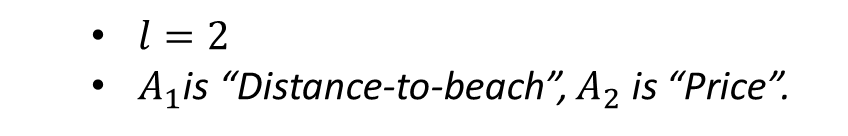 • l = 2
• A₁is “Distance-to-beach”, A₂ is “Price”.